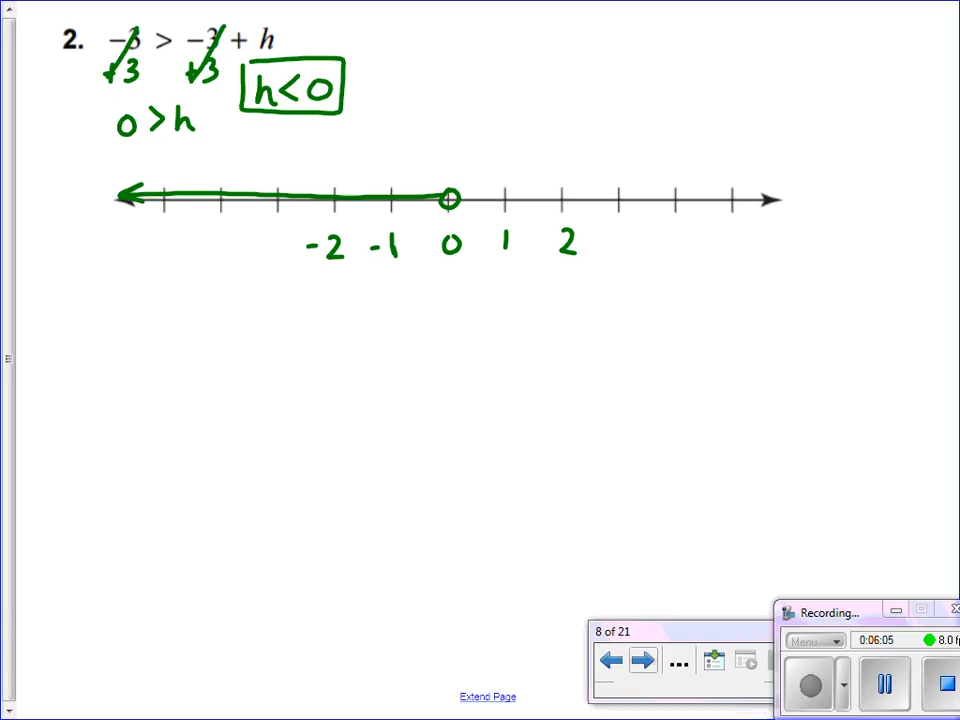 2. −3 > −3 + h
+3 +3
h < 0
0 > h
-2 -1 0 1 2
8 of 21
Recording...
Menu
0:06:05
8.0 f
...
Extend Page